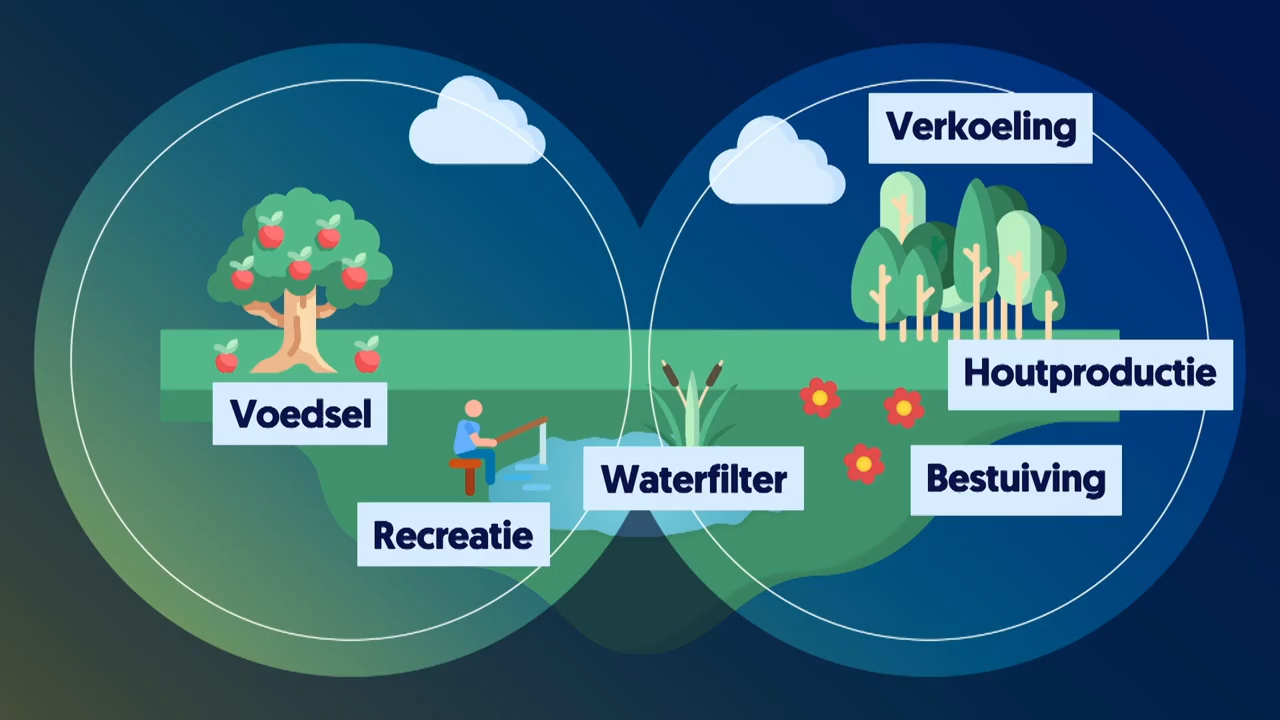 Verkoeling
Houtproductie
Voedsel
Waterfilter
Bestuiving
Recreatie